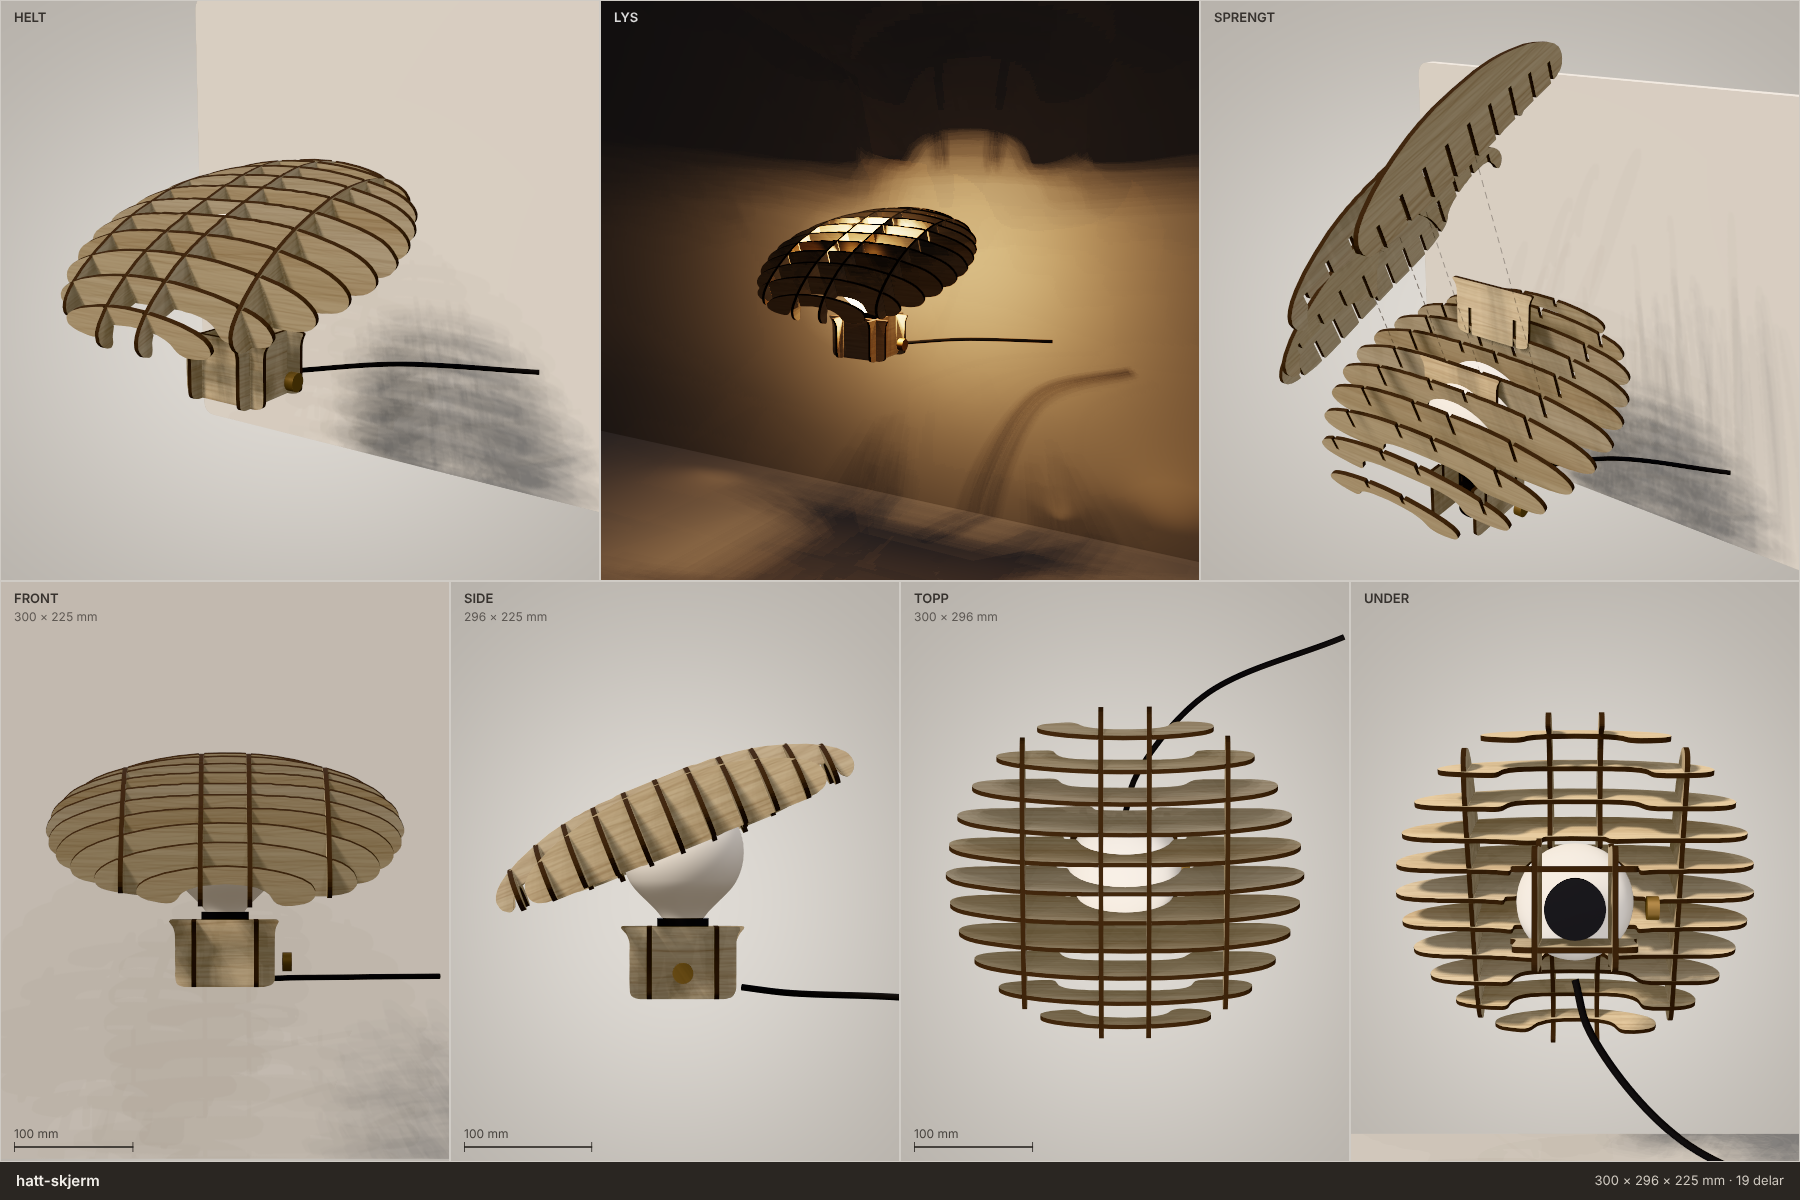 HELT
LYS
SPRENGT
FRONT
300 × 225 mm
SIDE
296 × 225 mm
TOPP
300 × 296 mm
UNDER
100 mm
100 mm
100 mm
hatt-skjerm
300 × 296 × 225 mm · 19 delar